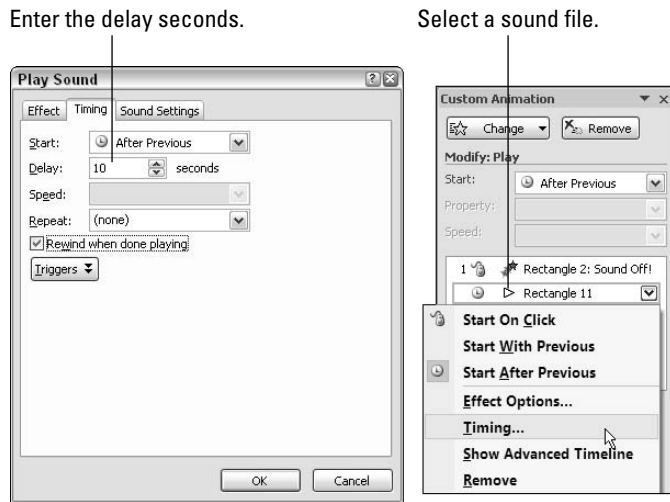 Enter the delay seconds.
Select a sound file.
Play Sound
Effect Timing Sound Settings
Start: After Previous
Delay: 10 seconds
Speed:
Repeat: (none)
Rewind when done playing
Triggers
OK Cancel
Custom Animation
Change Remove
Modify: Play
Start: After Previous
Property:
Speed:
1 Rectangle 2: Sound Off!
Rectangle 11
Start On Click
Start With Previous
Start After Previous
Effect Options...
Timing...
Show Advanced Timeline
Remove